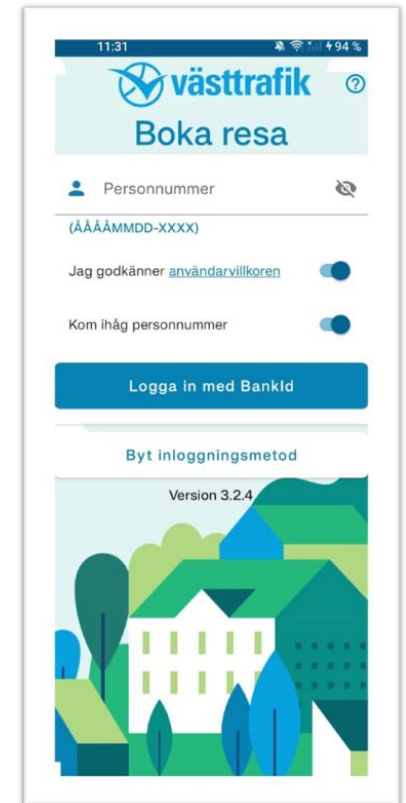 11:31 94 %
västtrafik
Boka resa
Personnummer
(ÅÅÅÅMMDD-XXXX)
Jag godkänner användarvillkoren
Kom ihåg personnummer
Logga in med BankId
Byt inloggningsmetod
Version 3.2.4